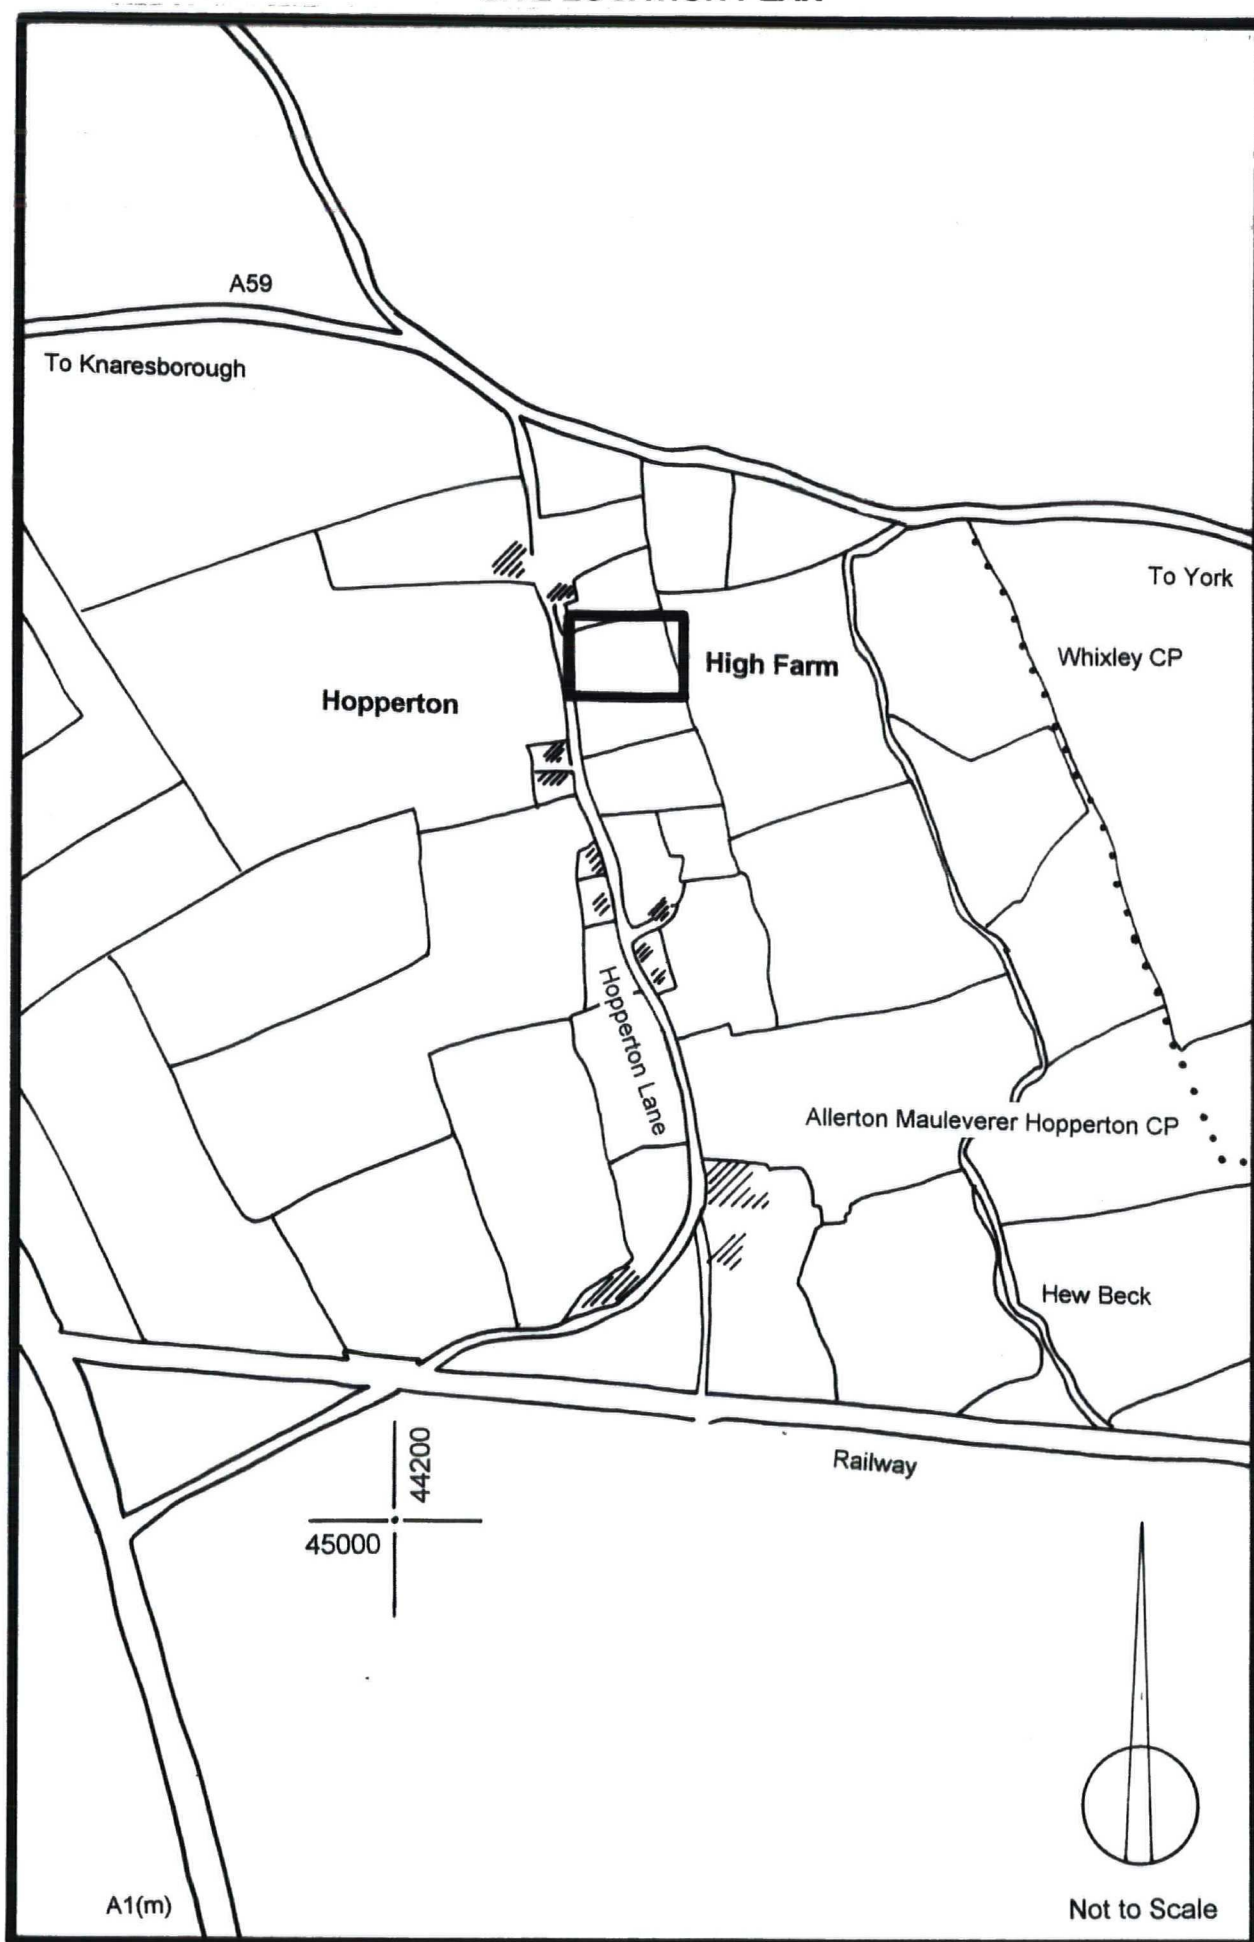 A59
To Knaresborough
To York
Whixley CP
High Farm
Hopperton
Hopperton Lane
Allerton Mauleverer Hopperton CP
Hew Beck
Railway
44200
45000
A1(m)
Not to Scale